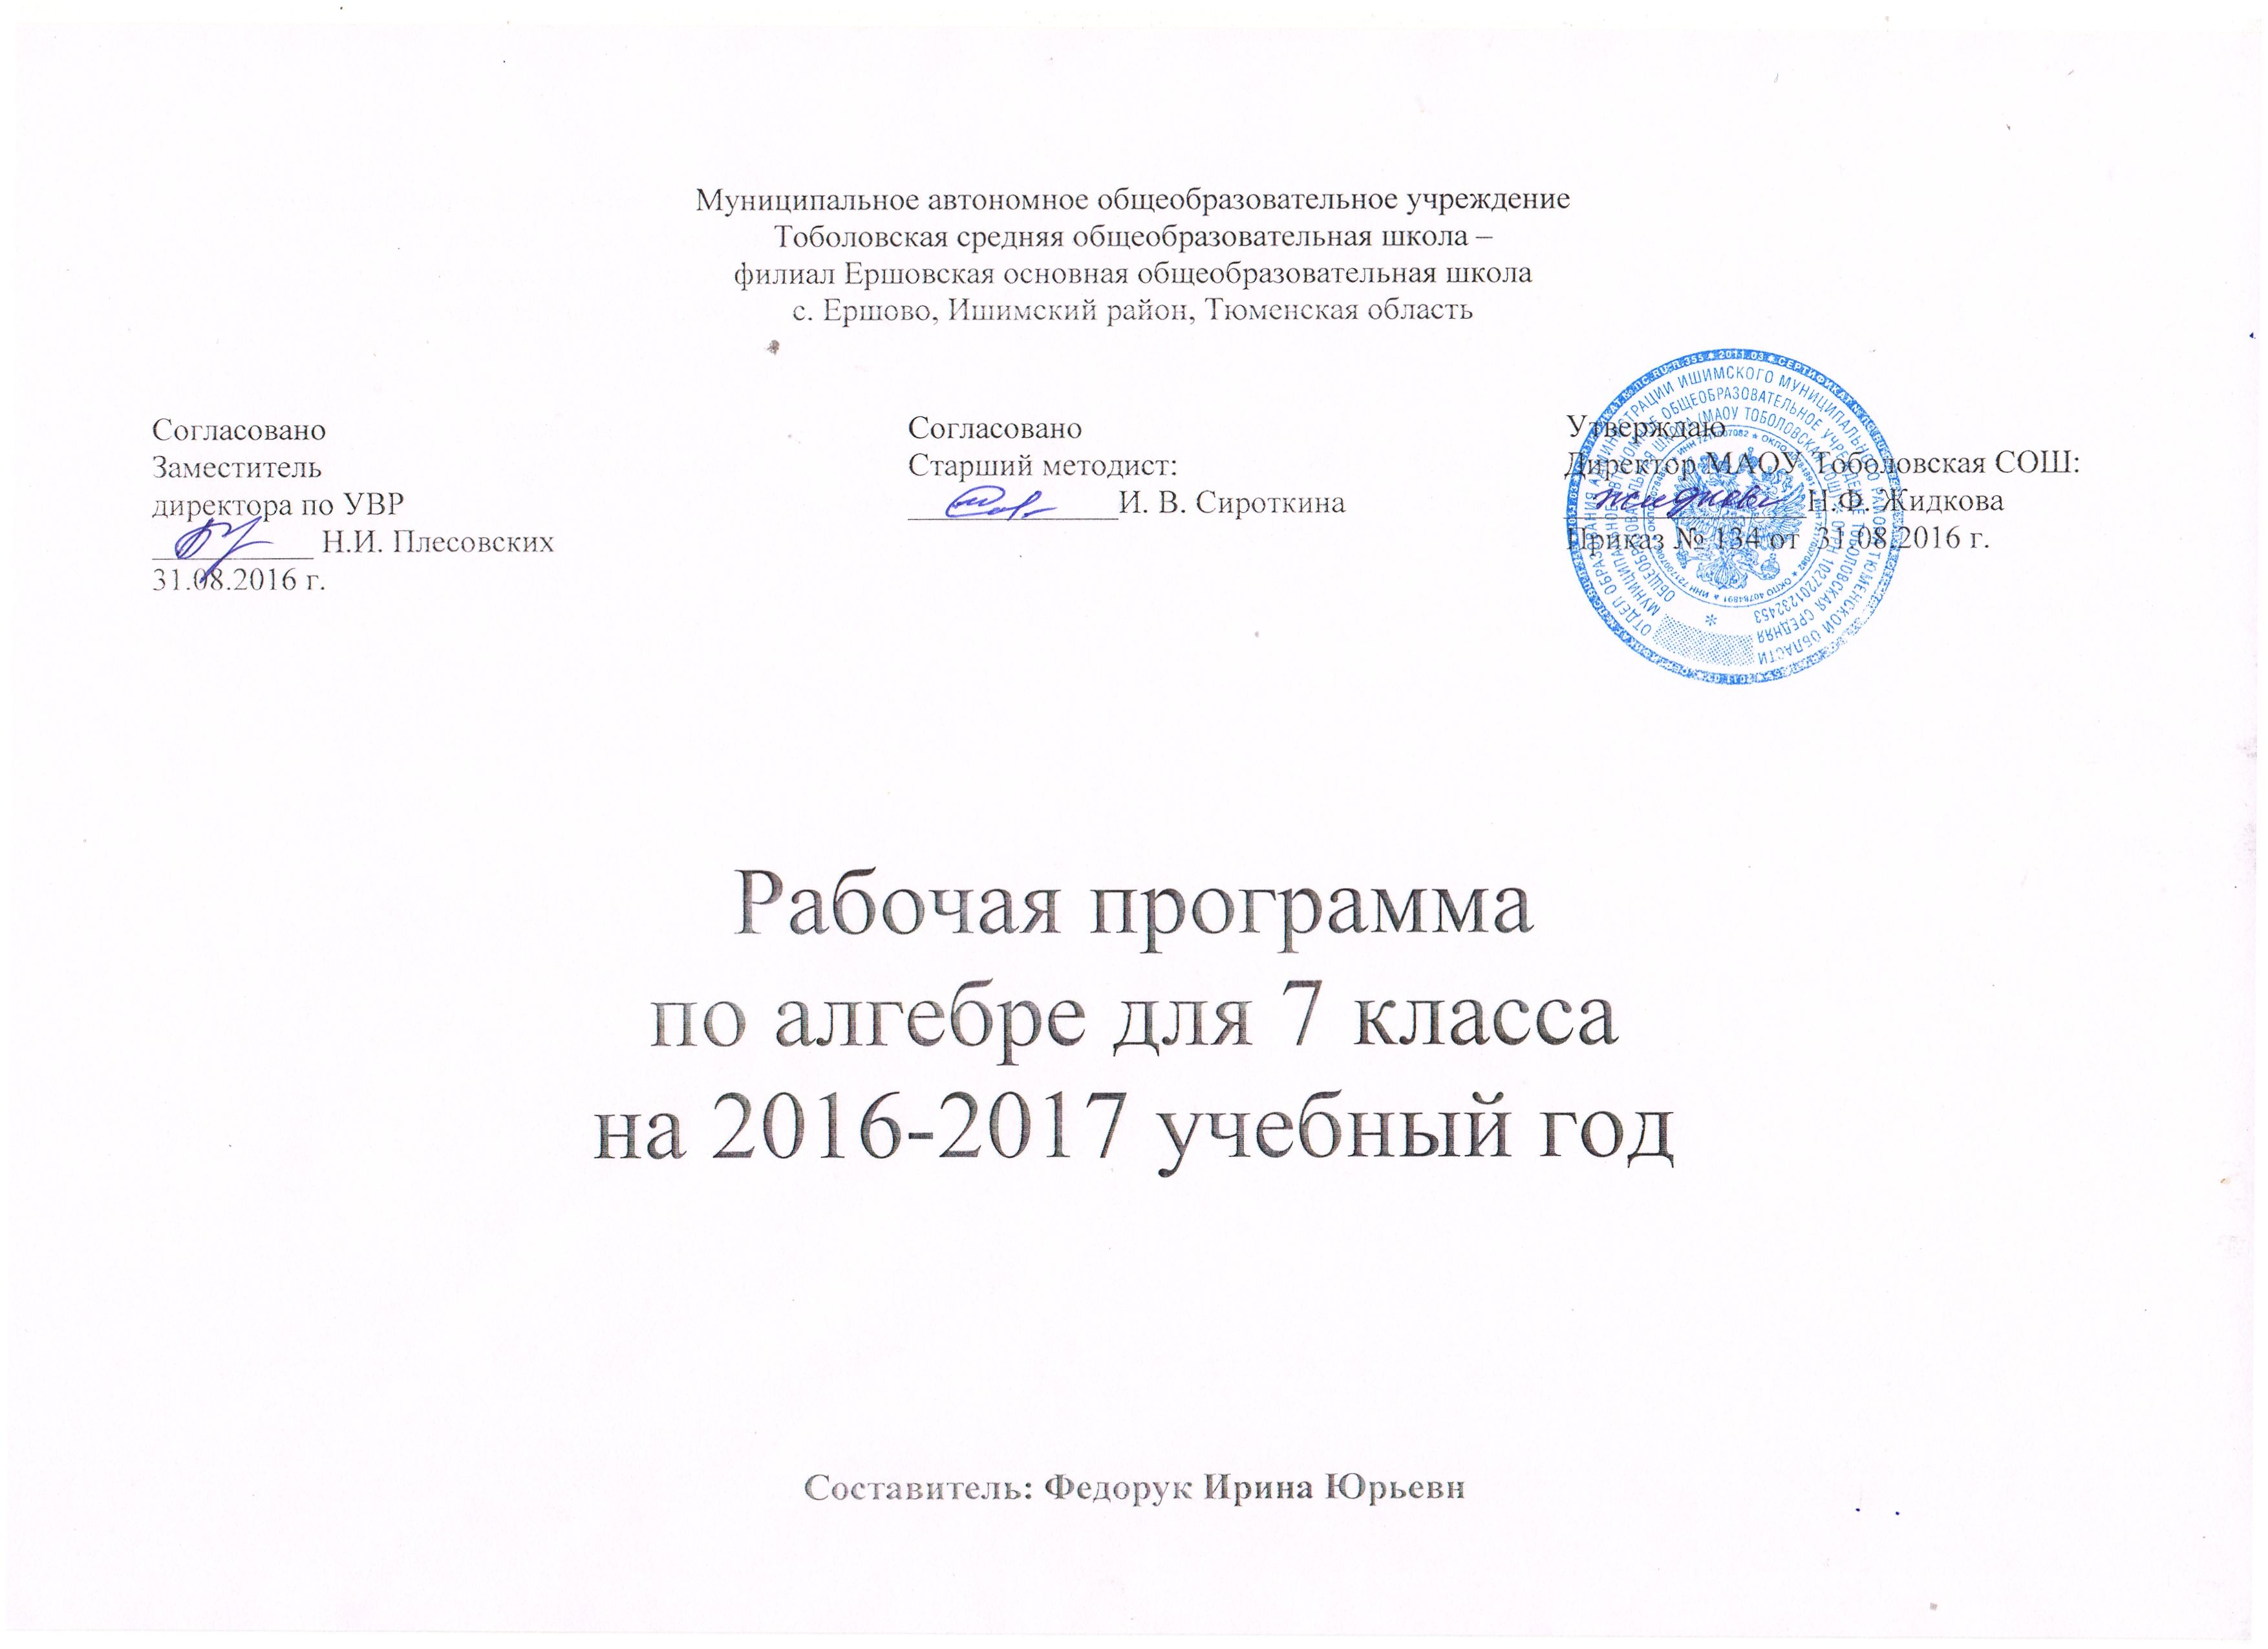 Муниципальное автономное общеобразовательное учреждение
Тоболовская средняя общеобразовательная школа –
филиал Ершовская основная общеобразовательная школа
с. Ершово, Ишимский район, Тюменская область
Согласовано
Заместитель
директора по УВР
____________ Н.И. Плесовских
31.08.2016 г.
Согласовано
Старший методист:
____________И. В. Сироткина
Утверждаю
Директор МАОУ Тоболовская СОШ:
____________Н.Ф. Жидкова
Приказ № 134 от 31.08.2016 г.
Рабочая программа
по алгебре для 7 класса
на 2016-2017 учебный год
Составитель: Федорук Ирина Юрьевн